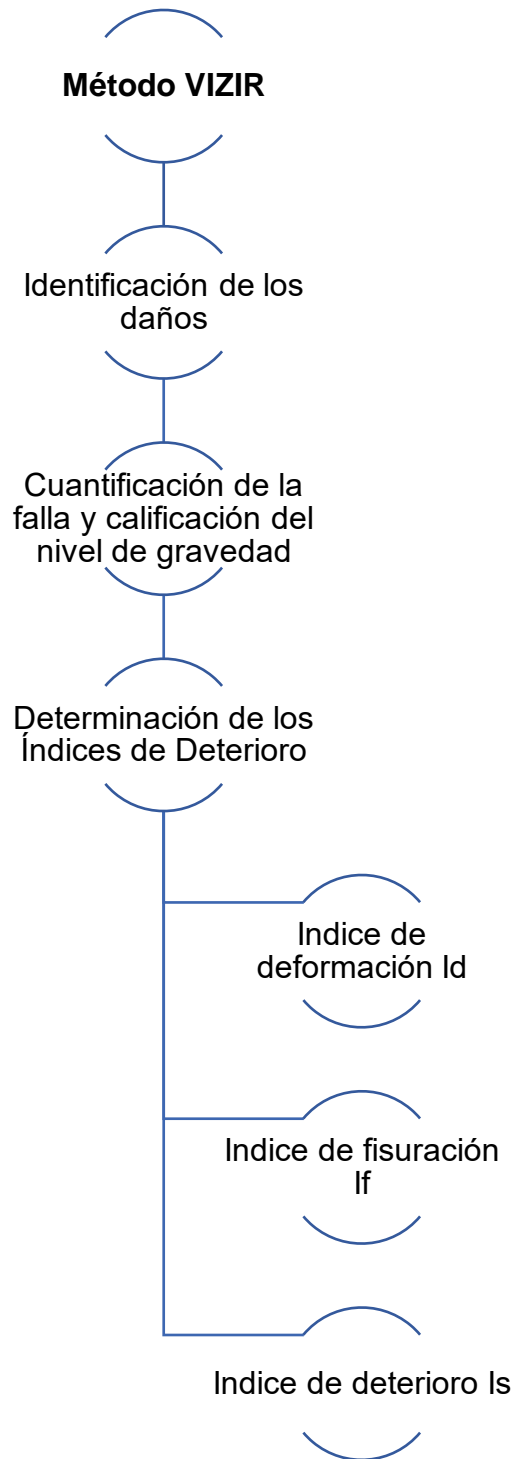 Método VIZIR
Identificación de los
daños
Cuantificación de la
falla y calificación del
nivel de gravedad
Determinación de los
Índices de Deterioro
Indice de
deformación Id
Indice de fisuración
If
Indice de deterioro Is